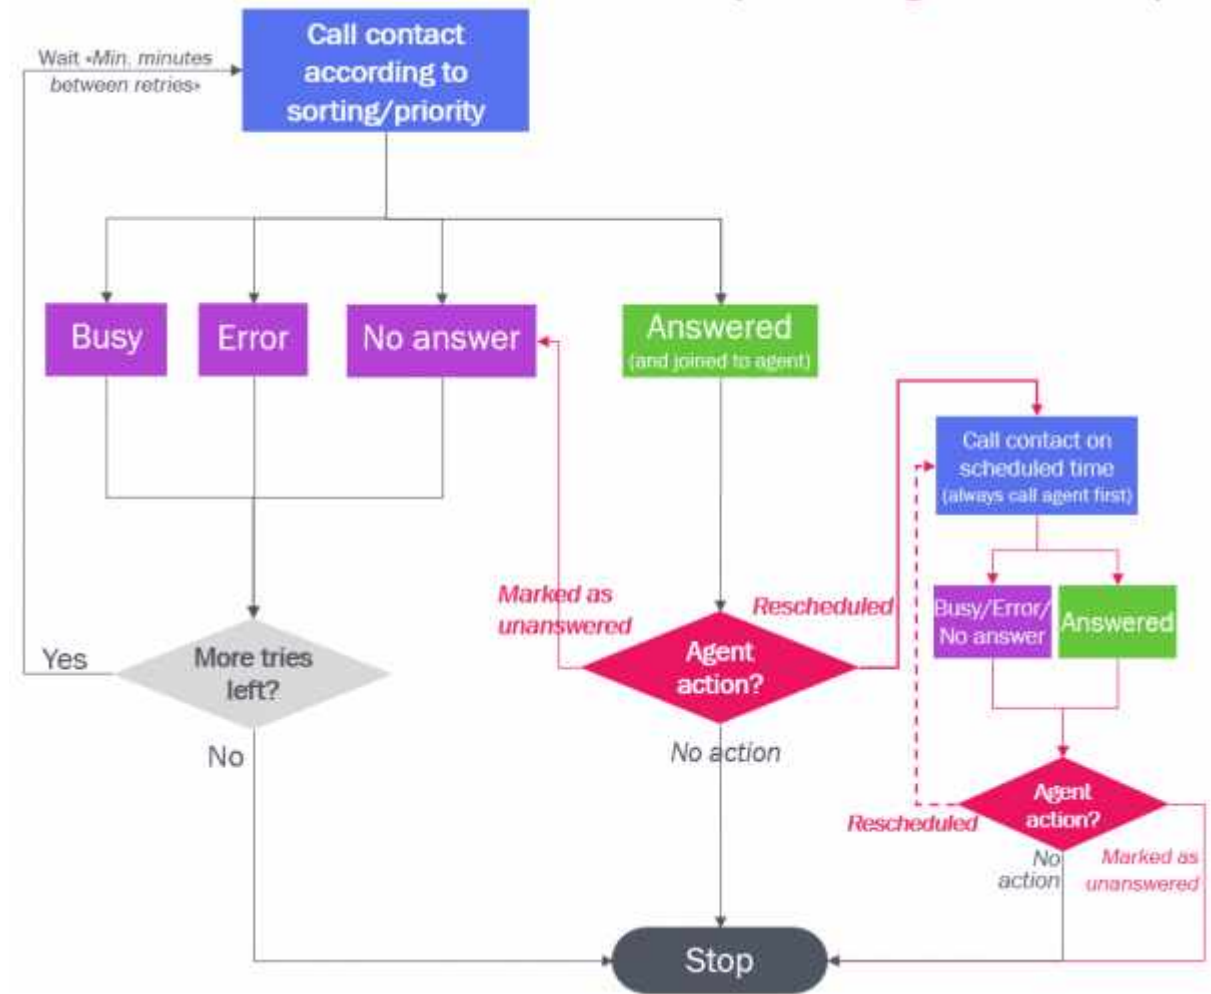 Call contact
according to
sorting/priority
Wait «Min. minutes
between retries»
Busy
Error
No answer
Answered
(and joined to agent)
Call contact on
scheduled time
(always call agent first)
Marked as
unanswered
Rescheduled
Busy/Error/
No answer
Answered
Yes
More tries
left?
Agent
action?
No
No action
Agent
action?
Rescheduled
No
action
Marked as
unanswered
Stop